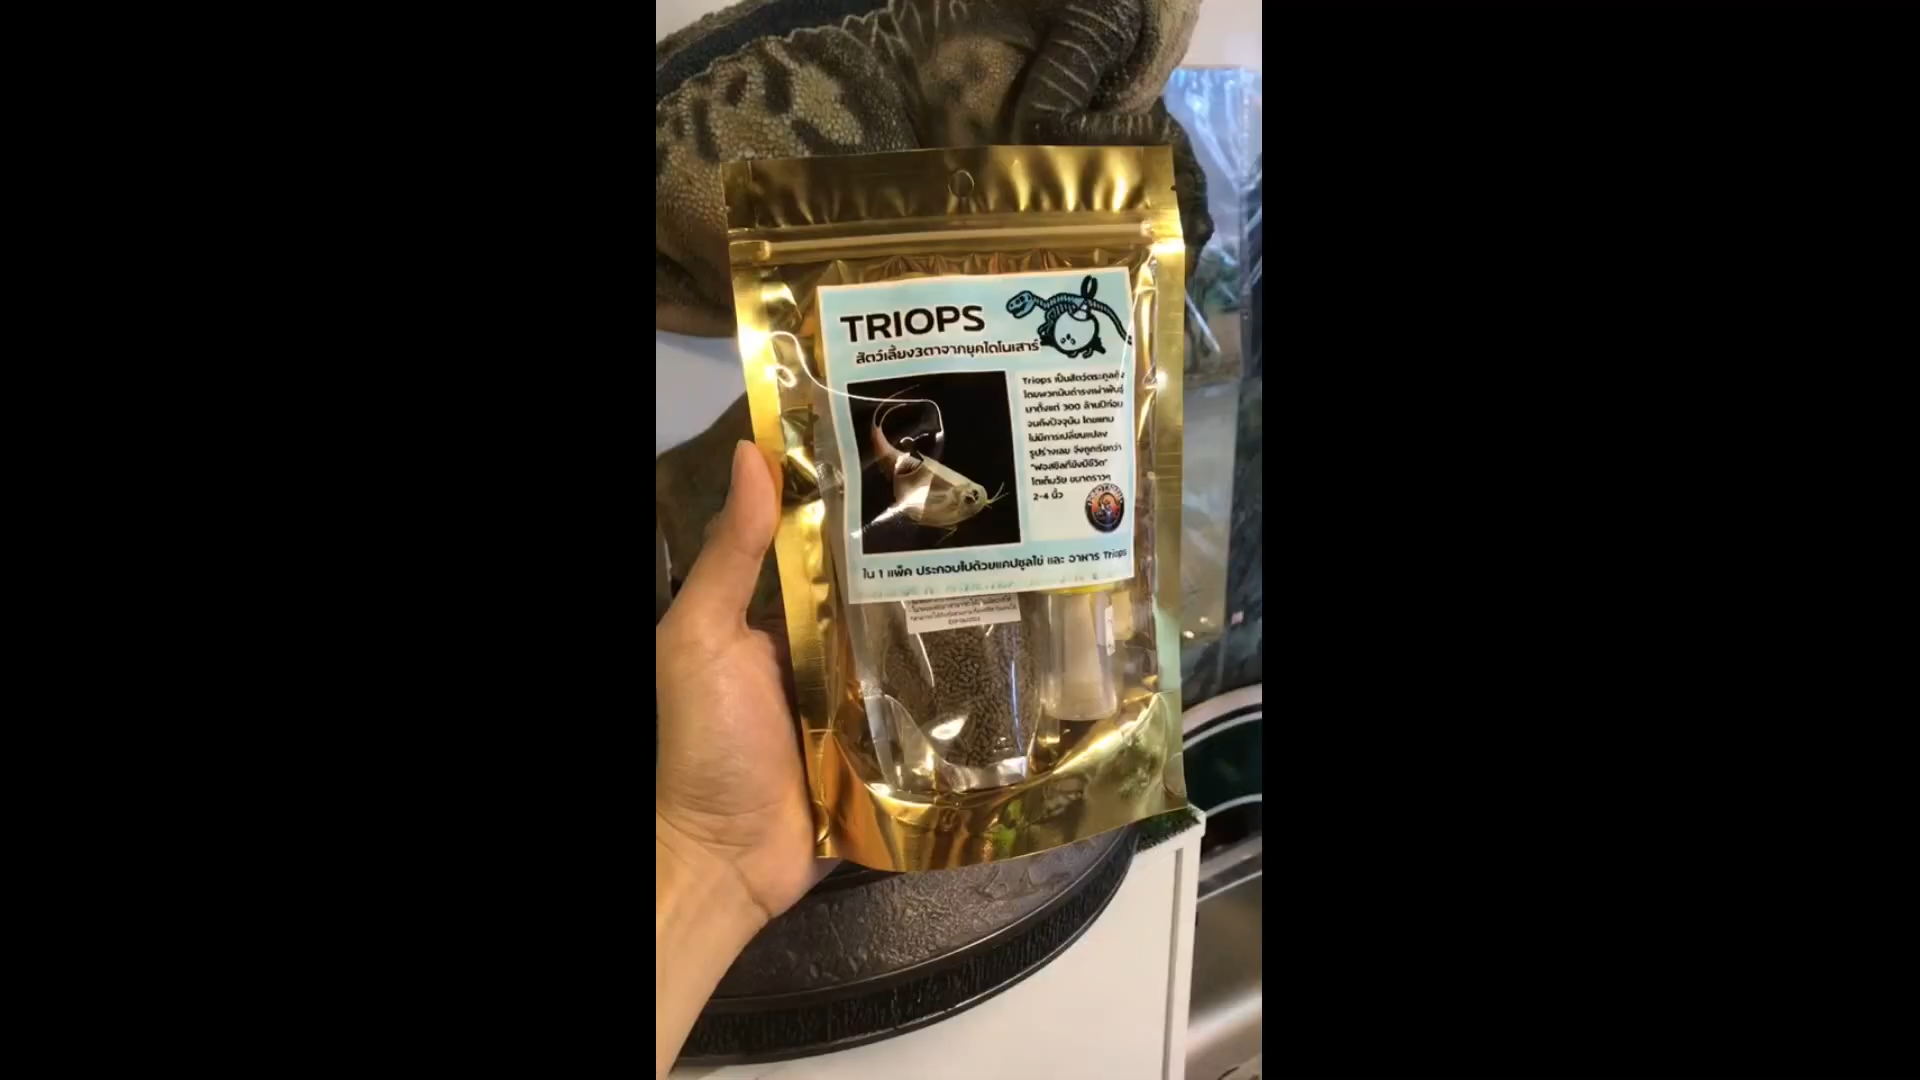 TRIOPS
สัตว์เลี้ยง3ตาจากยุคไดโนเสาร์
Triops เป็นสัตว์ตระกูลกุ้ง
โดยพวกมันดำรงเผ่าพันธุ์
มาตั้งแต่ 300 ล้านปีก่อน
จนถึงปัจจุบัน โดยแทบ
ไม่มีการเปลี่ยนแปลง
รูปร่างเลย จึงถูกเรียกว่า
"ฟอสซิลที่ยังมีชีวิต"
โตเต็มวัย ขนาดราวๆ
2-4 นิ้ว
ใน 1 แพ็ค ประกอบไปด้วยแคปซูลไข่ และ อาหาร Triops